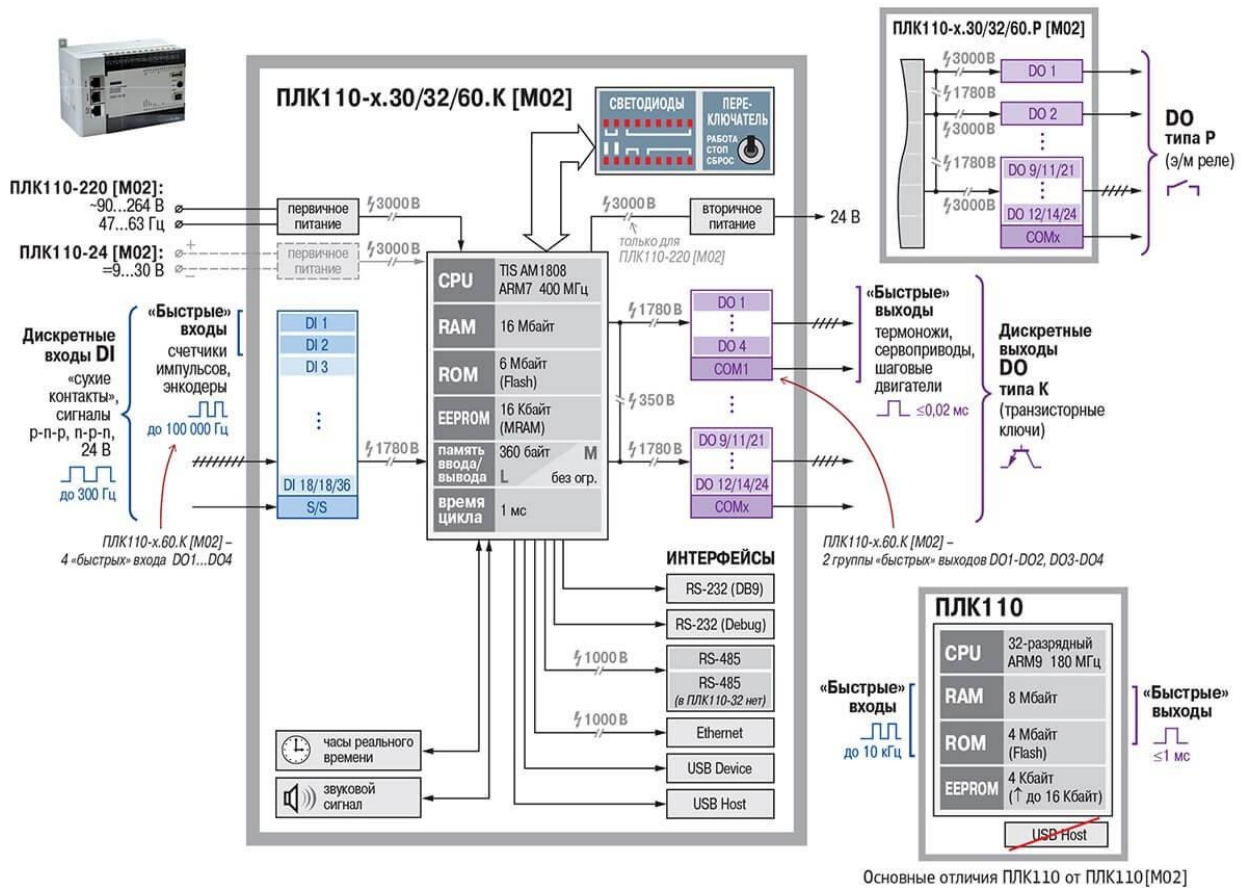 ПЛК110-х.30/32/60.К [М02]
СВЕТОДИОДЫ
ПЕРЕ-
КЛЮЧАТЕЛЬ
РАБОТА
СТОП
СБРОС
ПЛК110-220 [М02]:
~90...264 В
47...63 Гц
первичное
питание
3000 В
3000 В
вторичное
питание
24 В
только для
ПЛК110-220 [М02]
ПЛК110-24 [М02]:
=9...30 В
+
–
первичное
питание
3000 В
CPU
TIS AM1808
ARM7 400 МГц
RAM
16 Мбайт
ROM
6 Мбайт
(Flash)
EEPROM
16 Кбайт
(MRAM)
память
ввода/
вывода
360 байт
M
L
без огр.
время
цикла
1 мс
Дискретные
входы DI
«сухие
контакты»,
сигналы
p-n-p, n-p-n,
24 В
до 300 Гц
«Быстрые»
входы
счетчики
импульсов,
энкодеры
до 100 000 Гц
DI 1
DI 2
DI 3
DI 18/18/36
S/S
1780 В
ПЛК110-х.60.К [М02] –
4 «быстрых» входа DO1...DO4
1780 В
DO 1
DO 4
COM1
350 В
1780 В
DO 9/11/21
DO 12/14/24
COMx
«Быстрые»
выходы
термоножи,
сервоприводы,
шаговые
двигатели
≤0,02 мс
Дискретные
выходы
DO
типа К
(транзисторные
ключи)
ПЛК110-х.60.К [М02] –
2 группы «быстрых» выходов DO1-DO2, DO3-DO4
ИНТЕРФЕЙСЫ
RS-232 (DB9)
RS-232 (Debug)
1000 В
RS-485
RS-485
(в ПЛК110-32 нет)
1000 В
Ethernet
USB Device
USB Host
часы реального
времени
звуковой
сигнал
ПЛК110-х.30/32/60.Р [М02]
3000 В
DO 1
1780 В
DO 2
3000 В
1780 В
DO 9/11/21
3000 В
DO 12/14/24
COMx
DO
типа Р
(э/м реле)
ПЛК110
CPU
32-разрядный
ARM9 180 МГц
RAM
8 Мбайт
ROM
4 Мбайт
(Flash)
EEPROM
4 Кбайт
(↑ до 16 Кбайт)
USB Host
«Быстрые»
входы
до 10 кГц
«Быстрые»
выходы
≤1 мс
Основные отличия ПЛК110 от ПЛК110[М02]